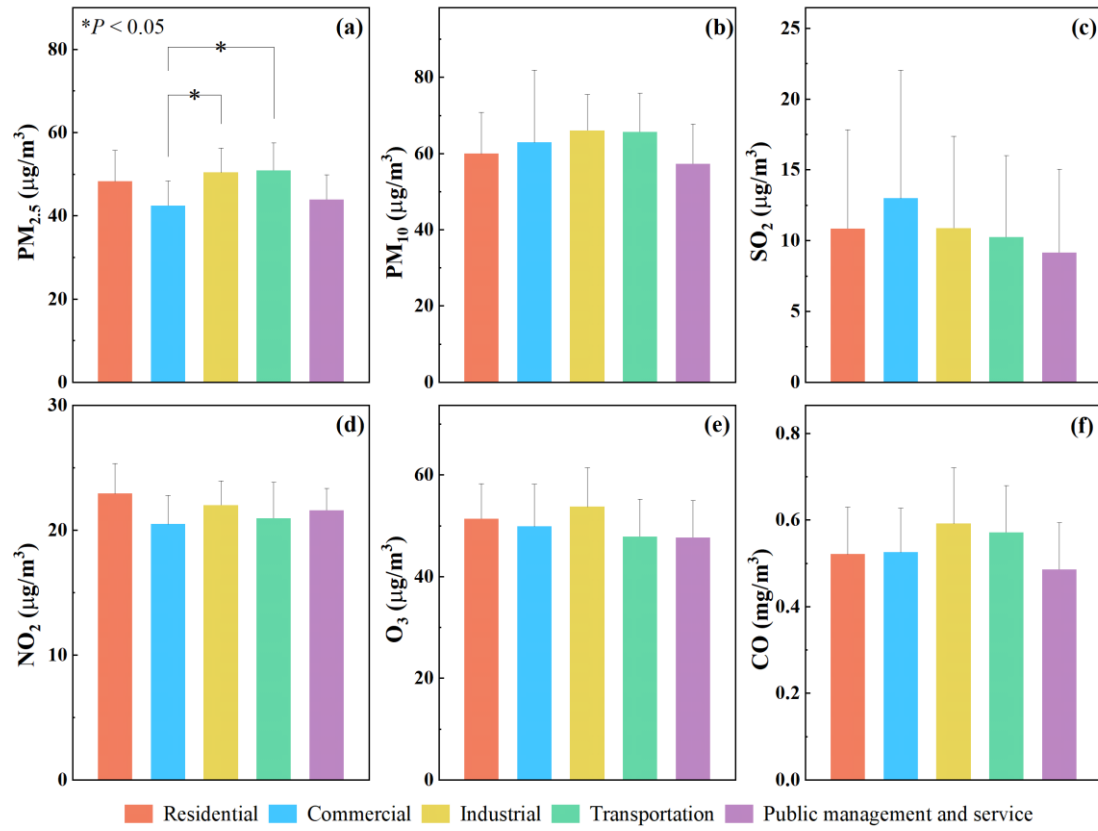 *P < 0.05
(a)
*
*
80
60
40
20
0
PM2.5 (μg/m³)
(b)
80
60
40
20
0
PM10 (μg/m³)
(c)
25
20
15
10
5
0
SO2 (μg/m³)
(d)
30
20
10
0
NO2 (μg/m³)
(e)
60
40
20
0
O3 (μg/m³)
(f)
0.8
0.6
0.4
0.2
0.0
CO (mg/m³)
Residential Commercial Industrial Transportation Public management and service